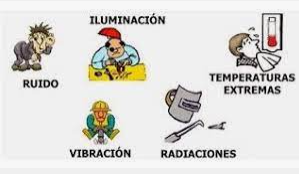 ILUMINACIÓN
RUIDO
TEMPERATURAS
EXTREMAS
VIBRACIÓN
RADIACIONES